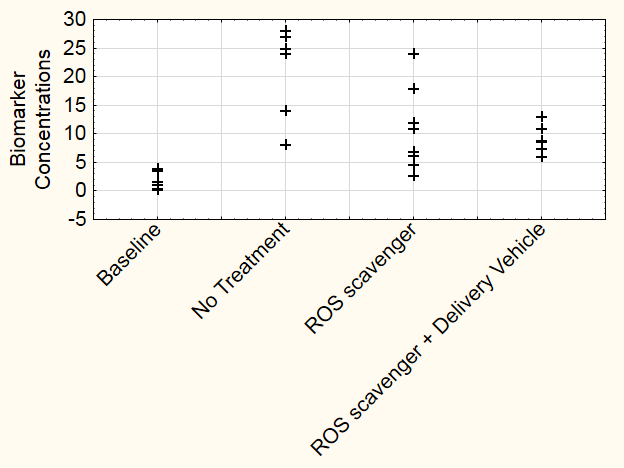 Biomarker
Concentrations
30
25
20
15
10
5
0
-5
Baseline
No Treatment
ROS scavenger
ROS scavenger + Delivery Vehicle